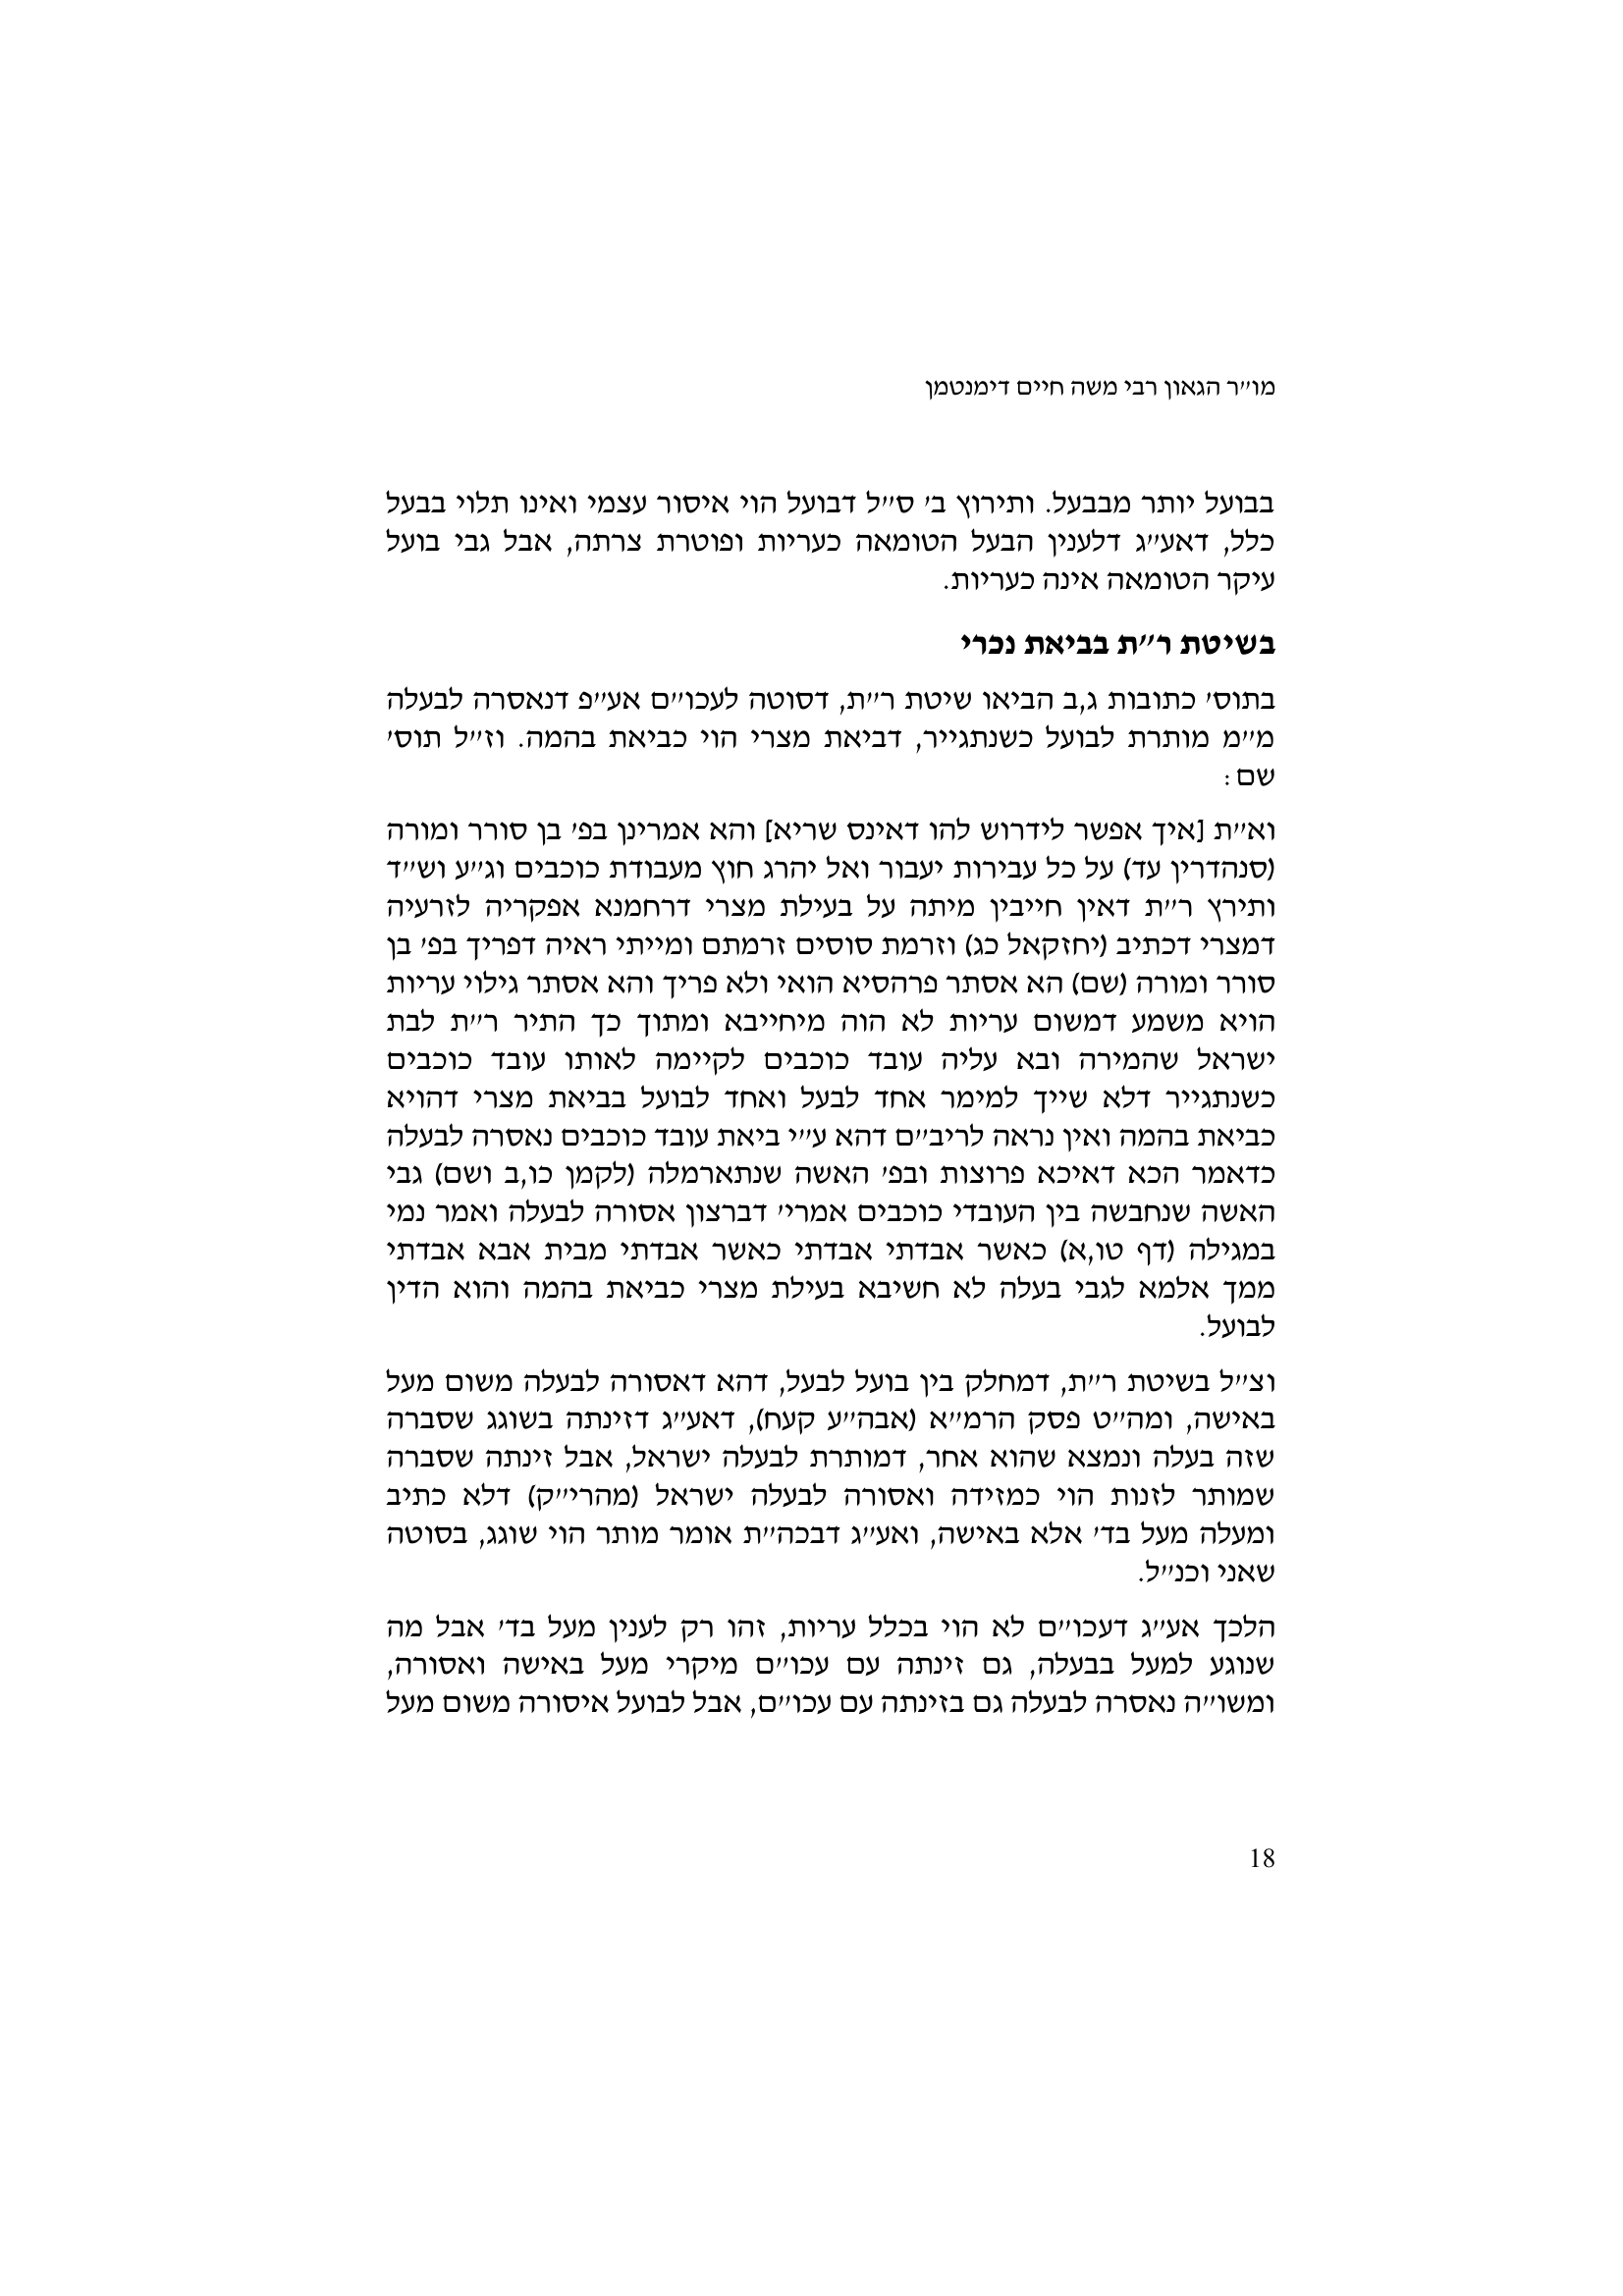 מו״ר הגאון רבי משה חיים דימנטמן
בבועל יותר מבבעל. ותירוץ ב׳ ס״ל דבועל הוי איסור עצמי ואינו תלוי בבעל
כלל, דאע״ג דלענין הבעל הטומאה כעריות ופוטרת צרתה, אבל גבי בועל
עיקר הטומאה אינה כעריות.
בשיטת ר״ת בביאת נכרי
בתוס׳ כתובות ג,ב הביאו שיטת ר״ת, דסוטה לעכו״ם אע״פ דנאסרה לבעלה
מ״מ מותרת לבועל כשנתגייר, דביאת מצרי הוי כביאת בהמה. וז״ל תוס׳
שם:
וא״ת [איך אפשר לידרוש להו דאינס שריא] והא אמרינן בפ׳ בן סורר ומורה
(סנהדרין עד) על כל עבירות יעבור ואל יהרג חוץ מעבודת כוכבים וג״ע וש״ד
ותירץ ר״ת דאין חייבין מיתה על בעילת מצרי דרחמנא אפקריה לזרעיה
דמצרי דכתיב (יחזקאל כג) וזרמת סוסים זרמתם ומייתי ראיה דפריך בפ׳ בן
סורר ומורה (שם) הא אסתר פרהסיא הואי ולא פריך והא אסתר גילוי עריות
הויא משמע דמשום עריות לא הוה מיחייבא ומתוך כך התיר ר״ת לבת
ישראל שהמירה ובא עליה עובד כוכבים לקיימה לאותו עובד כוכבים
כשנתגייר דלא שייך למימר אחד לבעל ואחד לבועל בביאת מצרי דהויא
כביאת בהמה ואין נראה לריב״ם דהא ע״י ביאת עובד כוכבים נאסרה לבעלה
כדאמר הכא דאיכא פרוצות ובפ׳ האשה שנתארמלה (לקמן כו,ב ושם) גבי
האשה שנחבשה בין העובדי כוכבים אמרי׳ דברצון אסורה לבעלה ואמר נמי
במגילה (דף טו,א) כאשר אבדתי אבדתי כאשר אבדתי מבית אבא אבדתי
ממך אלמא לגבי בעלה לא חשיבא בעילת מצרי כביאת בהמה והוא הדין
לבועל.
וצ״ל בשיטת ר״ת, דמחלק בין בועל לבעל, דהא דאסורה לבעלה משום מעל
באישה, ומה״ט פסק הרמ״א (אבה״ע קעח), דאע״ג דזינתה בשוגג שסברה
שזה בעלה ונמצא שהוא אחר, דמותרת לבעלה ישראל, אבל זינתה שסברה
שמותר לזנות הוי כמזידה ואסורה לבעלה ישראל (מהרי״ק) דלא כתיב
ומעלה מעל בד׳ אלא באישה, ואע״ג דבכה״ת אומר מותר הוי שוגג, בסוטה
שאני וכנ״ל.
הלכך אע״ג דעכו״ם לא הוי בכלל עריות, זהו רק לענין מעל בד׳ אבל מה
שנוגע למעל בבעלה, גם זינתה עם עכו״ם מיקרי מעל באישה ואסורה,
ומשו״ה נאסרה לבעלה גם בזינתה עם עכו״ם, אבל לבועל איסורה משום מעל
18